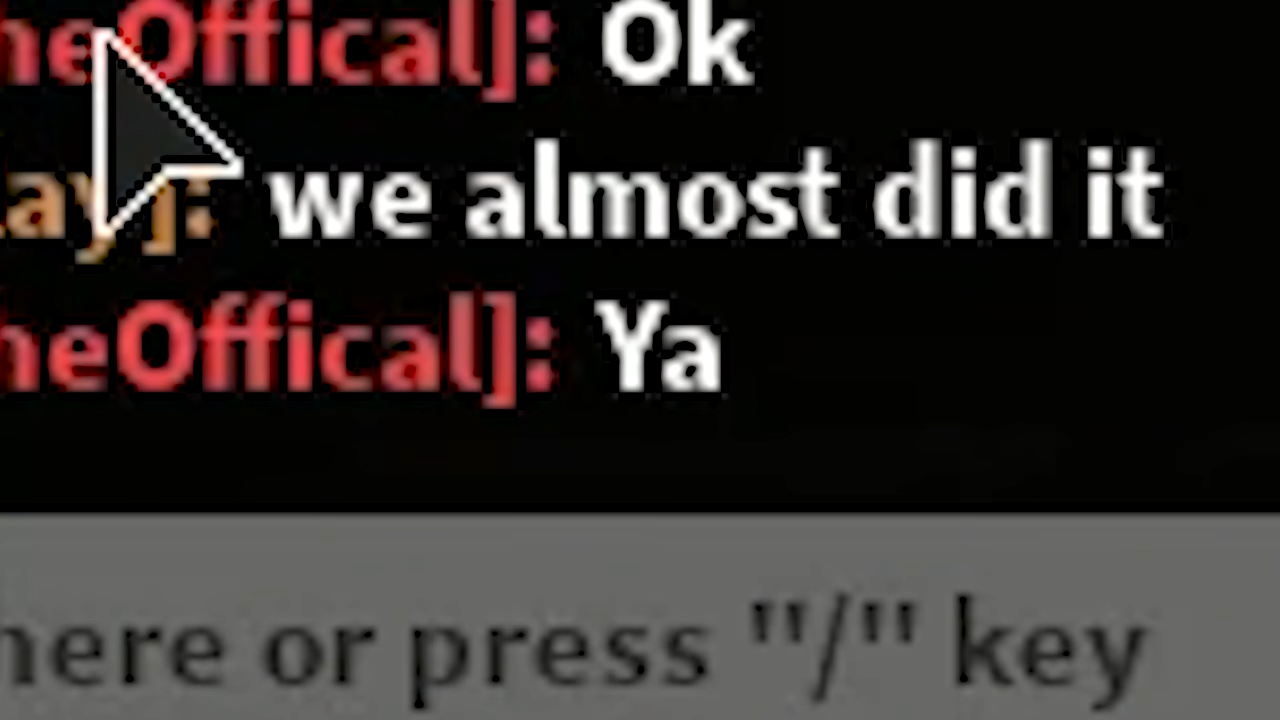 heOffical]: Ok
ay]: we almost did it
heOffical]: Ya
here or press "/" key